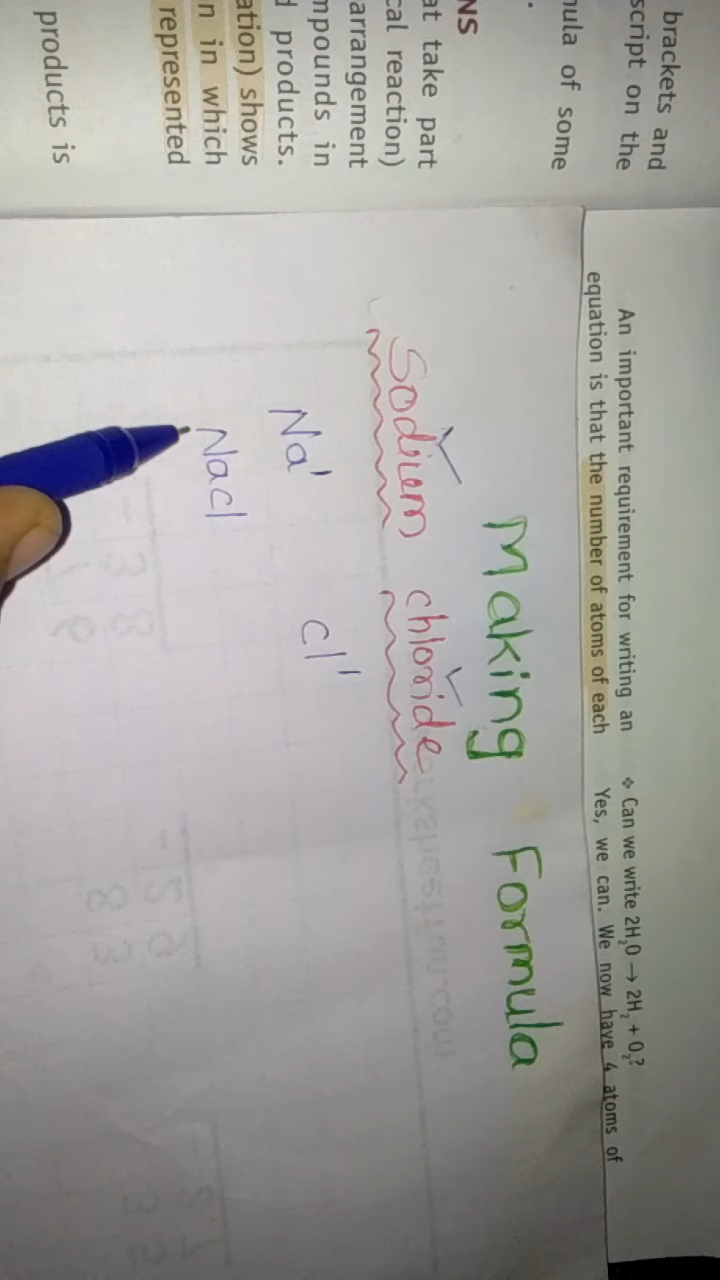 brackets and
script on the
mula of some
.
NS
at take part
cal reaction)
arrangement
mpounds in
d products.
ation) shows
n in which
represented
products is
An important requirement for writing an
equation is that the number of atoms of each
❖ Can we write 2H₂O → 2H₂ + O₂?
Yes, we can. We now have 4 atoms of
Making Formula
Sodium chloride
Na¹ Cl¹
Nacl